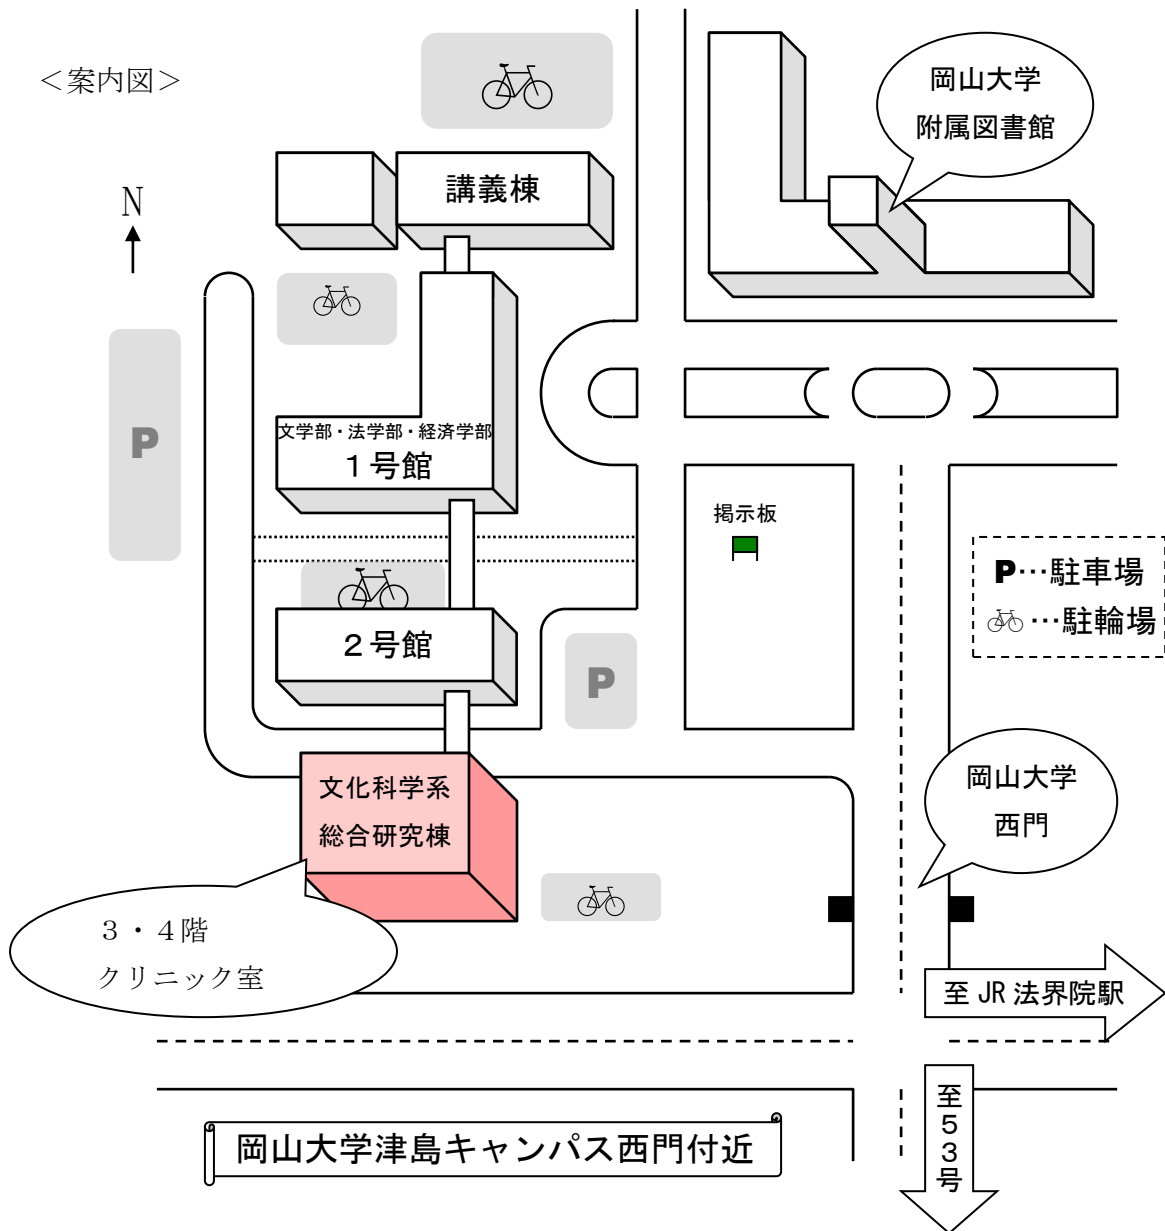 ＜案内図＞
岡山大学
附属図書館
N
講義棟
文学部・法学部・経済学部
１号館
P
掲示板
P…駐車場
…駐輪場
２号館
P
文化科学系
総合研究棟
岡山大学
西門
３・４階
クリニック室
至 JR 法界院駅
至５３号
岡山大学津島キャンパス西門付近